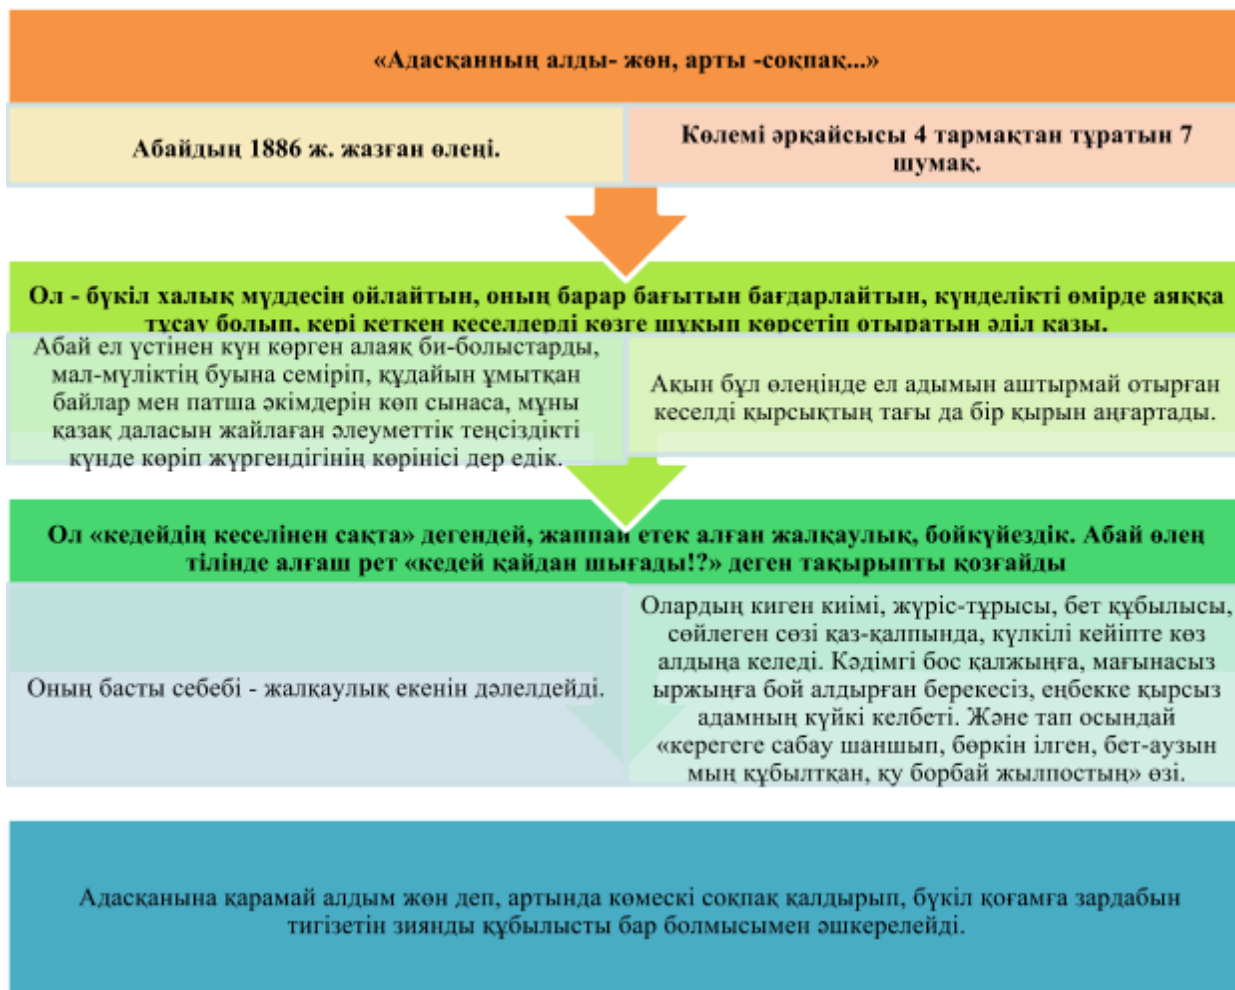 «Адасқанның алды- жөн, арты -соқпақ...»
Абайдың 1886 ж. жазған өлеңі.
Көлемі әрқайсысы 4 тармақтан тұратын 7
шумақ.
Ол - бүкіл халық мүддесін ойлайтын, оның барар бағытын бағдарлайтын, күнделікті өмірде аяққа
тұсау болып, кері кеткен кеселдерді көзге шұқып көрсетіп отыратын әділ қазы.
Абай ел үстінен күн көрген алаяқ би-болыстарды,
мал-мүліктің буына семіріп, құдайын ұмытқан
байлар мен патша әкімдерін көп сынаса, мұны
қазақ даласын жайлаған әлеуметтік теңсіздікті
күнде көріп жүргендігінің көрінісі дер едік.
Ақын бұл өлеңінде ел адымын аштырмай отырған
кеселді қырсықтың тағы да бір қырын аңғартады.
Ол «кедейдің кеселінен сақта» дегендей, жаппай етек алған жалқаулық, бойкүйездік. Абай өлең
тілінде алғаш рет «кедей қайдан шығады!?» деген тақырыпты қозғайды
Оның басты себебі - жалқаулық екенін дәлелдейді.
Олардың киген киімі, жүріс-тұрысы, бет құбылысы,
сөйлеген сөзі қаз-қалпында, күлкілі кейіпте көз
алдыңа келеді. Кәдімгі бос қалжыңға, мағынасыз
ыржыңға бой алдырған берекесіз, еңбекке қырсыз
адамның күйкі келбеті. Және тап осындай
«керегеге сабау шаншып, бөркін ілген, бет-аузын
мың құбылтқан, қу борбай жылпостың» өзі.
Адасқанына қарамай алдым жөн деп, артында көмескі соқпақ қалдырып, бүкіл қоғамға зардабын
тигізетін зиянды құбылысты бар болмысымен әшкерелейді.